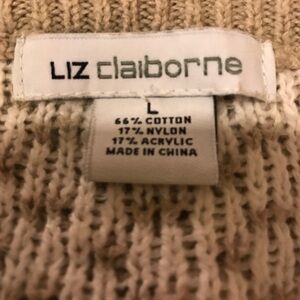 LIZ claiborne
L
66% COTTON
17% NYLON
17% ACRYLIC
MADE IN CHINA